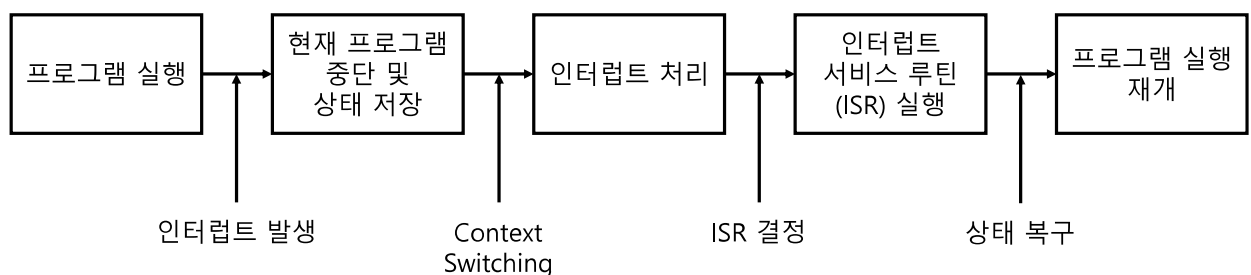 프로그램 실행
현재 프로그램
중단 및
상태 저장
인터럽트 처리
인터럽트
서비스 루틴
(ISR) 실행
프로그램 실행
재개
인터럽트 발생
Context
Switching
ISR 결정
상태 복구